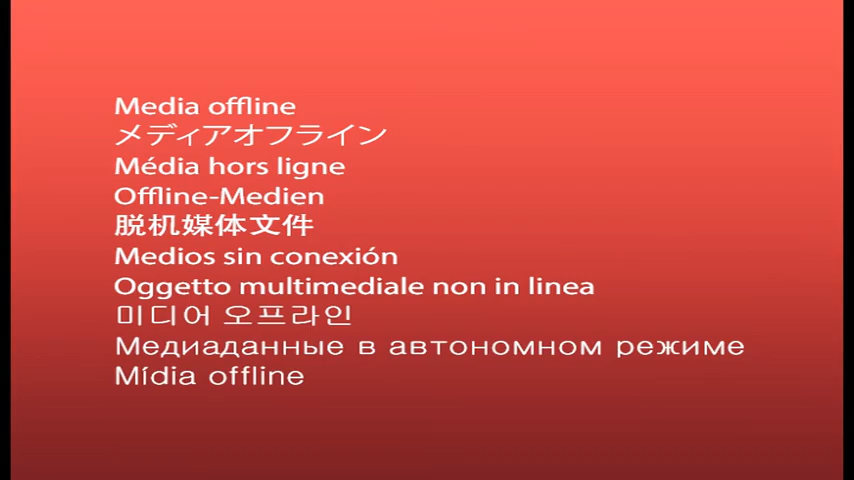 Media offline
メディアオフライン
Média hors ligne
Offline-Medien
脱机媒体文件
Medios sin conexión
Oggetto multimediale non in linea
미디어 오프라인
Медиаданные в автономном режиме
Mídia offline